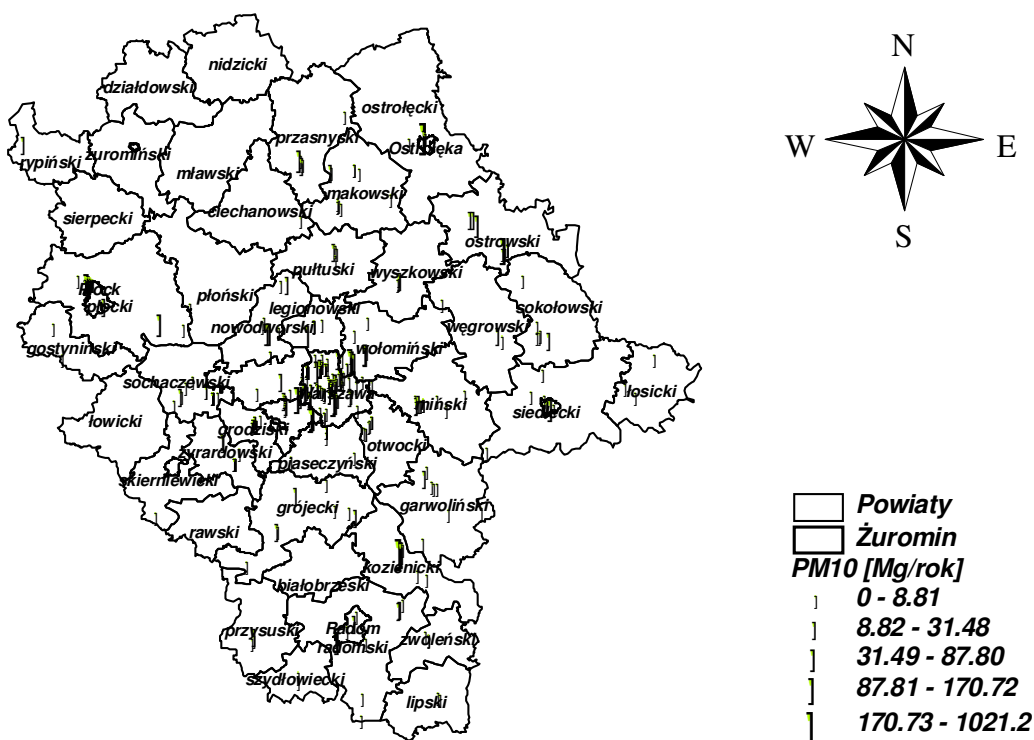 nidzicki
działdowski
ostrołęcki
przasnyski
Ostrołęka
żuromiński
rypiński
mławski
makowski
ciechanowski
sierpecki
ostrowski
pułtuski
wyszkowski
Płock
płocki
płoński
legionowski
sokołowski
nowodworski
węgrowski
wołomiński
gostyniński
sochaczewski
Warszawa
miński
siedlecki
łosicki
łowicki
grodziski
otwocki
żyrardowski
piaseczyński
skierniewicki
grójecki
garwoliński
rawski
kozienicki
białobrzeski
przysuski
Radom
radomski
zwoleński
szydłowiecki
lipski
N
W
E
S
Powiaty
Żuromin
PM10 [Mg/rok]
0 - 8.81
8.82 - 31.48
31.49 - 87.80
87.81 - 170.72
170.73 - 1021.2